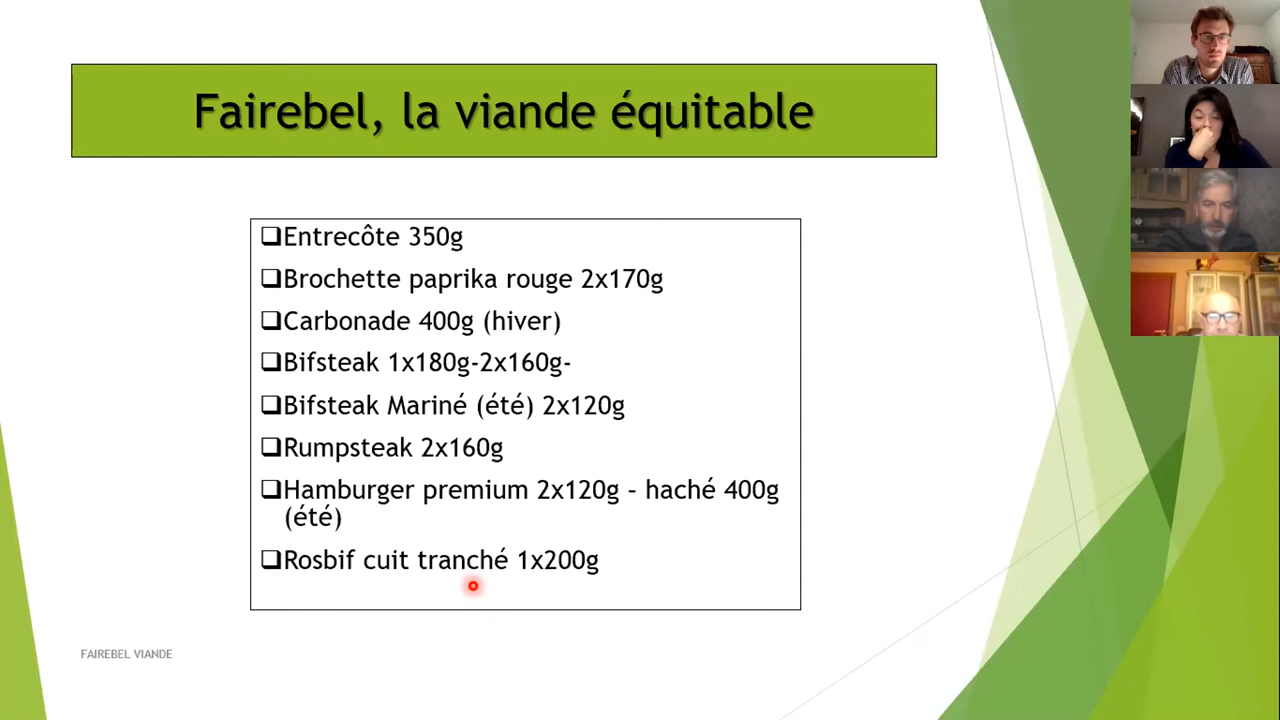 Fairebel, la viande équitable
❑Entrecôte 350g
❑Brochette paprika rouge 2x170g
❑Carbonade 400g (hiver)
❑Bifsteak 1x180g-2x160g-
❑Bifsteak Mariné (été) 2x120g
❑Rumpsteak 2x160g
❑Hamburger premium 2x120g – haché 400g
(été)
❑Rosbif cuit tranché 1x200g
FAIREBEL VIANDE